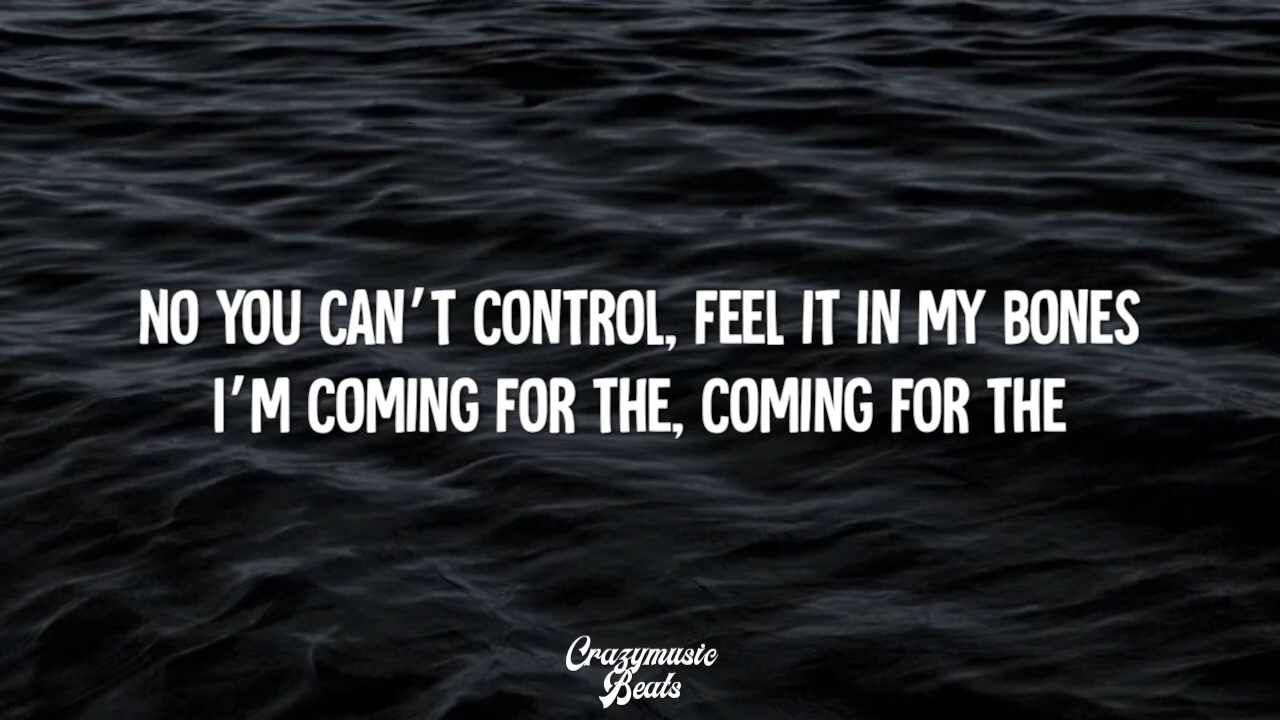 NO YOU CAN'T CONTROL, FEEL IT IN MY BONES
I'M COMING FOR THE, COMING FOR THE
Crazymusic
Beats